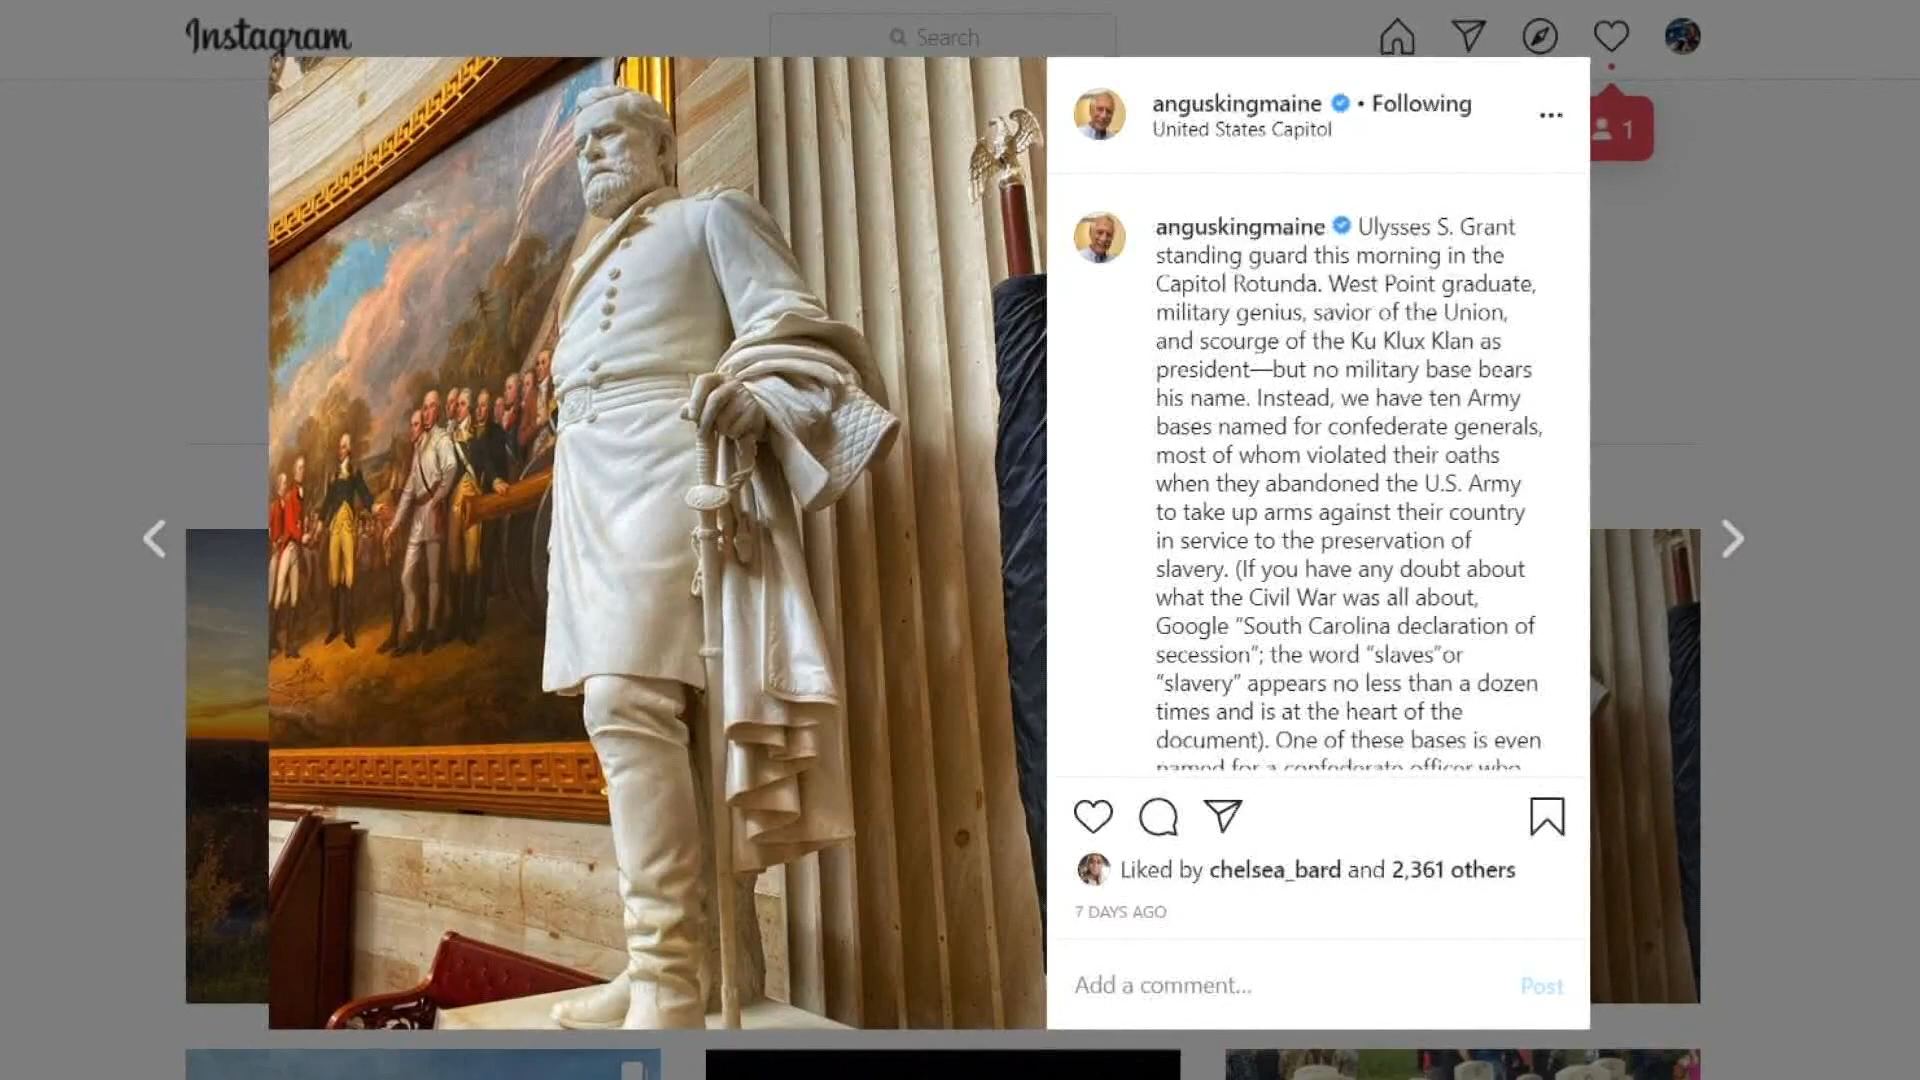 Instagram
Search
anguskingmaine • Following
United States Capitol
1
anguskingmaine Ulysses S. Grant
standing guard this morning in the
Capitol Rotunda. West Point graduate,
military genius, savior of the Union,
and scourge of the Ku Klux Klan as
president—but no military base bears
his name. Instead, we have ten Army
bases named for confederate generals,
most of whom violated their oaths
when they abandoned the U.S. Army
to take up arms against their country
in service to the preservation of
slavery. (If you have any doubt about
what the Civil War was all about,
Google “South Carolina declaration of
secession”; the word “slaves”or
“slavery” appears no less than a dozen
times and is at the heart of the
document). One of these bases is even
named for a confederate officer who
Liked by chelsea_bard and 2,361 others
7 DAYS AGO
Add a comment...
Post